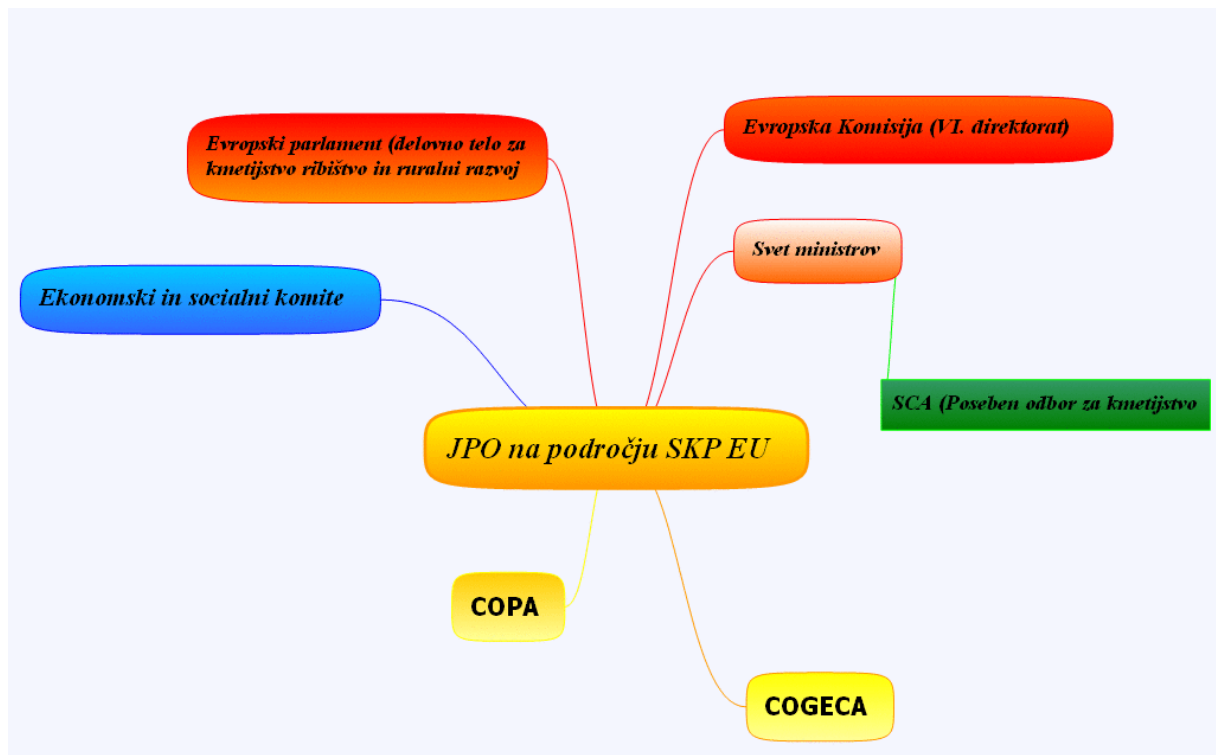 Evropska Komisija (VI. direktorat)
Evropski parlament (delovno telo za
kmetijstvo ribištvo in ruralni razvoj
Svet ministrov
Ekonomski in socialni komite
SCA (Poseben odbor za kmetijstvo
JPO na področju SKP EU
COPA
COGECA